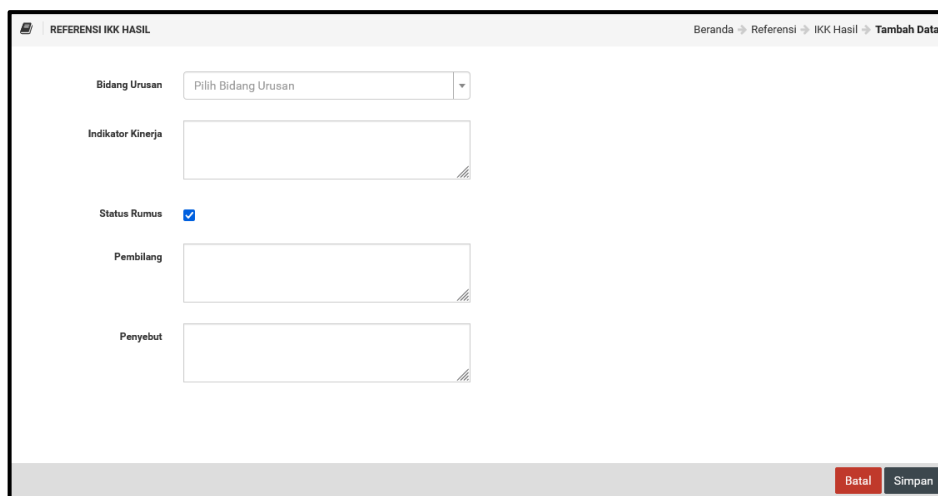 REFERENSI IKK HASIL
Beranda Referensi IKK Hasil Tambah Data
Bidang Urusan
Pilih Bidang Urusan
Indikator Kinerja
Status Rumus
Pembilang
Penyebut
Batal Simpan